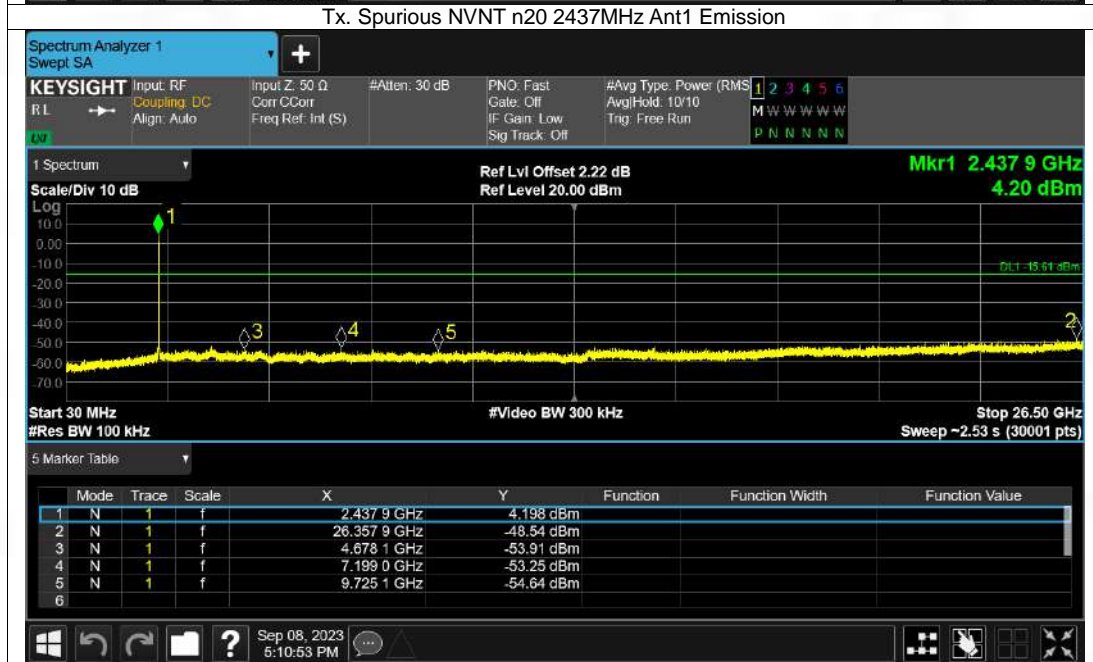 Tx. Spurious NVNT n20 2437MHz Ant1 Emission
Spectrum Analyzer 1
Swept SA
+
KEYSIGHT Input: RF Input Z: 50 Ω #Atten: 30 dB PNO: Fast #Avg Type: Power (RMS 1 2 3 4 5 6
RL Coupling: DC Corr CCorr Gate: Off Avg|Hold: 10/10 M W W W W W
Align: Auto Freq Ref: Int (S) IF Gain: Low Trig: Free Run
LXI Sig Track: Off P N N N N N
1 Spectrum Ref Lvl Offset 2.22 dB Mkr1 2.437 9 GHz
Scale/Div 10 dB Ref Level 20.00 dBm 4.20 dBm
Log
1
10.0
0.00
-10.0
DL1 -15.61 dBm
-20.0
-30.0
-40.0
3 4 5 2
-50.0
-60.0
-70.0
Start 30 MHz #Video BW 300 kHz Stop 26.50 GHz
#Res BW 100 kHz Sweep ~2.53 s (30001 pts)
5 Marker Table
Mode Trace Scale X Y Function Function Width Function Value
1 N 1 f 2.437 9 GHz 4.198 dBm
2 N 1 f 26.357 9 GHz -48.54 dBm
3 N 1 f 4.678 1 GHz -53.91 dBm
4 N 1 f 7.199 0 GHz -53.25 dBm
5 N 1 f 9.725 1 GHz -54.64 dBm
6
? Sep 08, 2023
5:10:53 PM